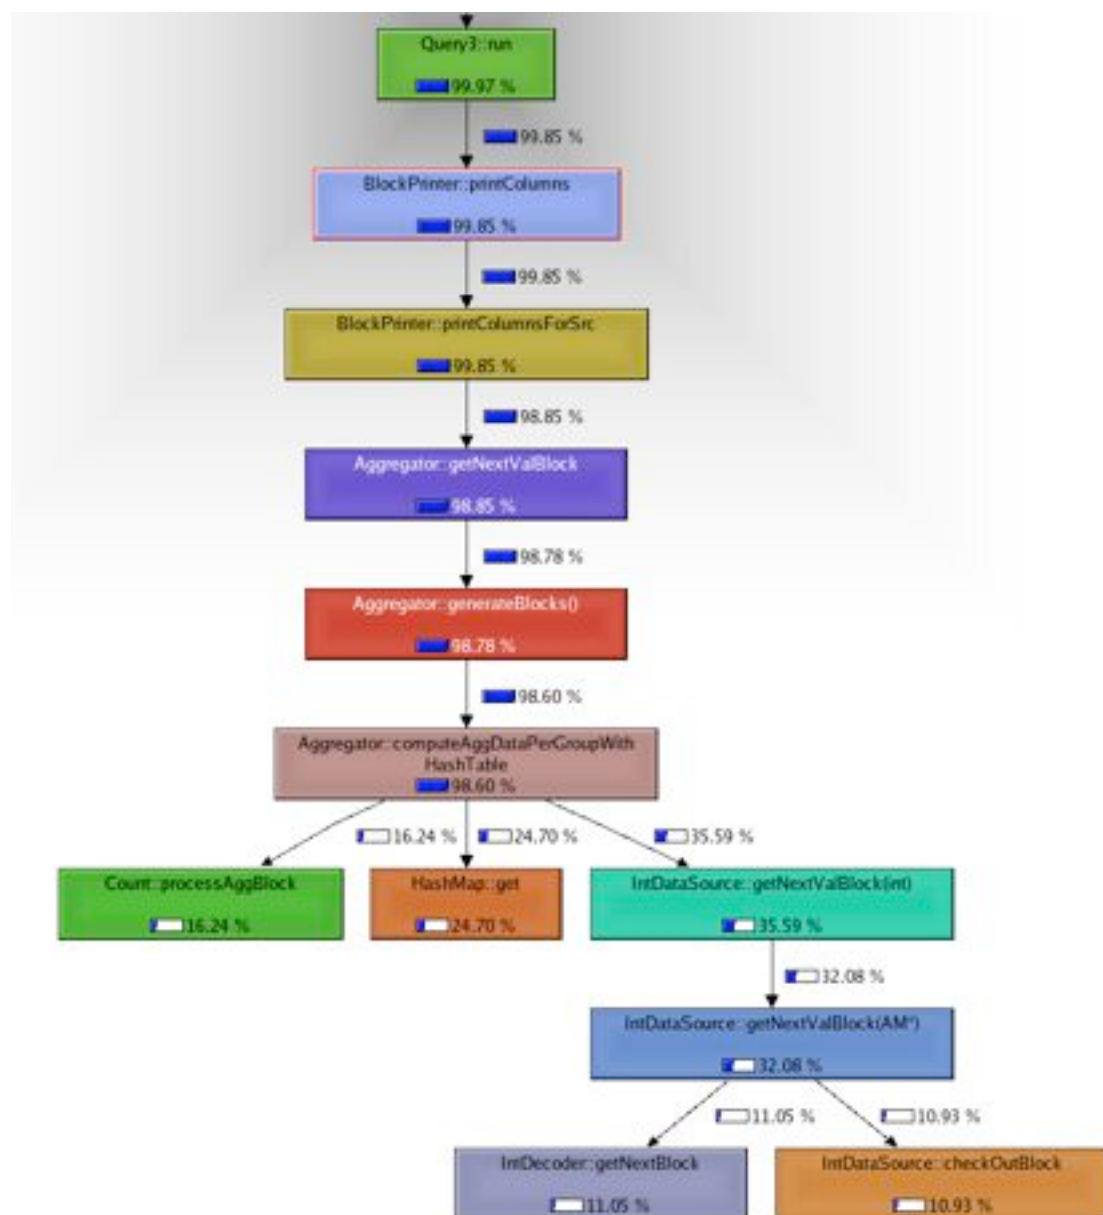 Query3::run
99.97 %
99.85 %
BlockPrinter::printColumns
99.85 %
99.85 %
BlockPrinter::printColumnsForSrc
99.85 %
98.85 %
Aggregator::getNextValBlock
98.85 %
98.78 %
Aggregator::generateBlocks()
98.78 %
98.60 %
Aggregator::computeAggDataPerGroupWith
HashTable
98.60 %
16.24 % 24.70 % 35.59 %
Count::processAggBlock HashMap::get IntDataSource::getNextValBlock(int)
16.24 % 24.70 % 35.59 %
32.08 %
IntDataSource::getNextValBlock(AM*)
32.08 %
11.05 % 10.93 %
IntDecoder::getNextBlock IntDataSource::checkOutBlock
11.05 % 10.93 %